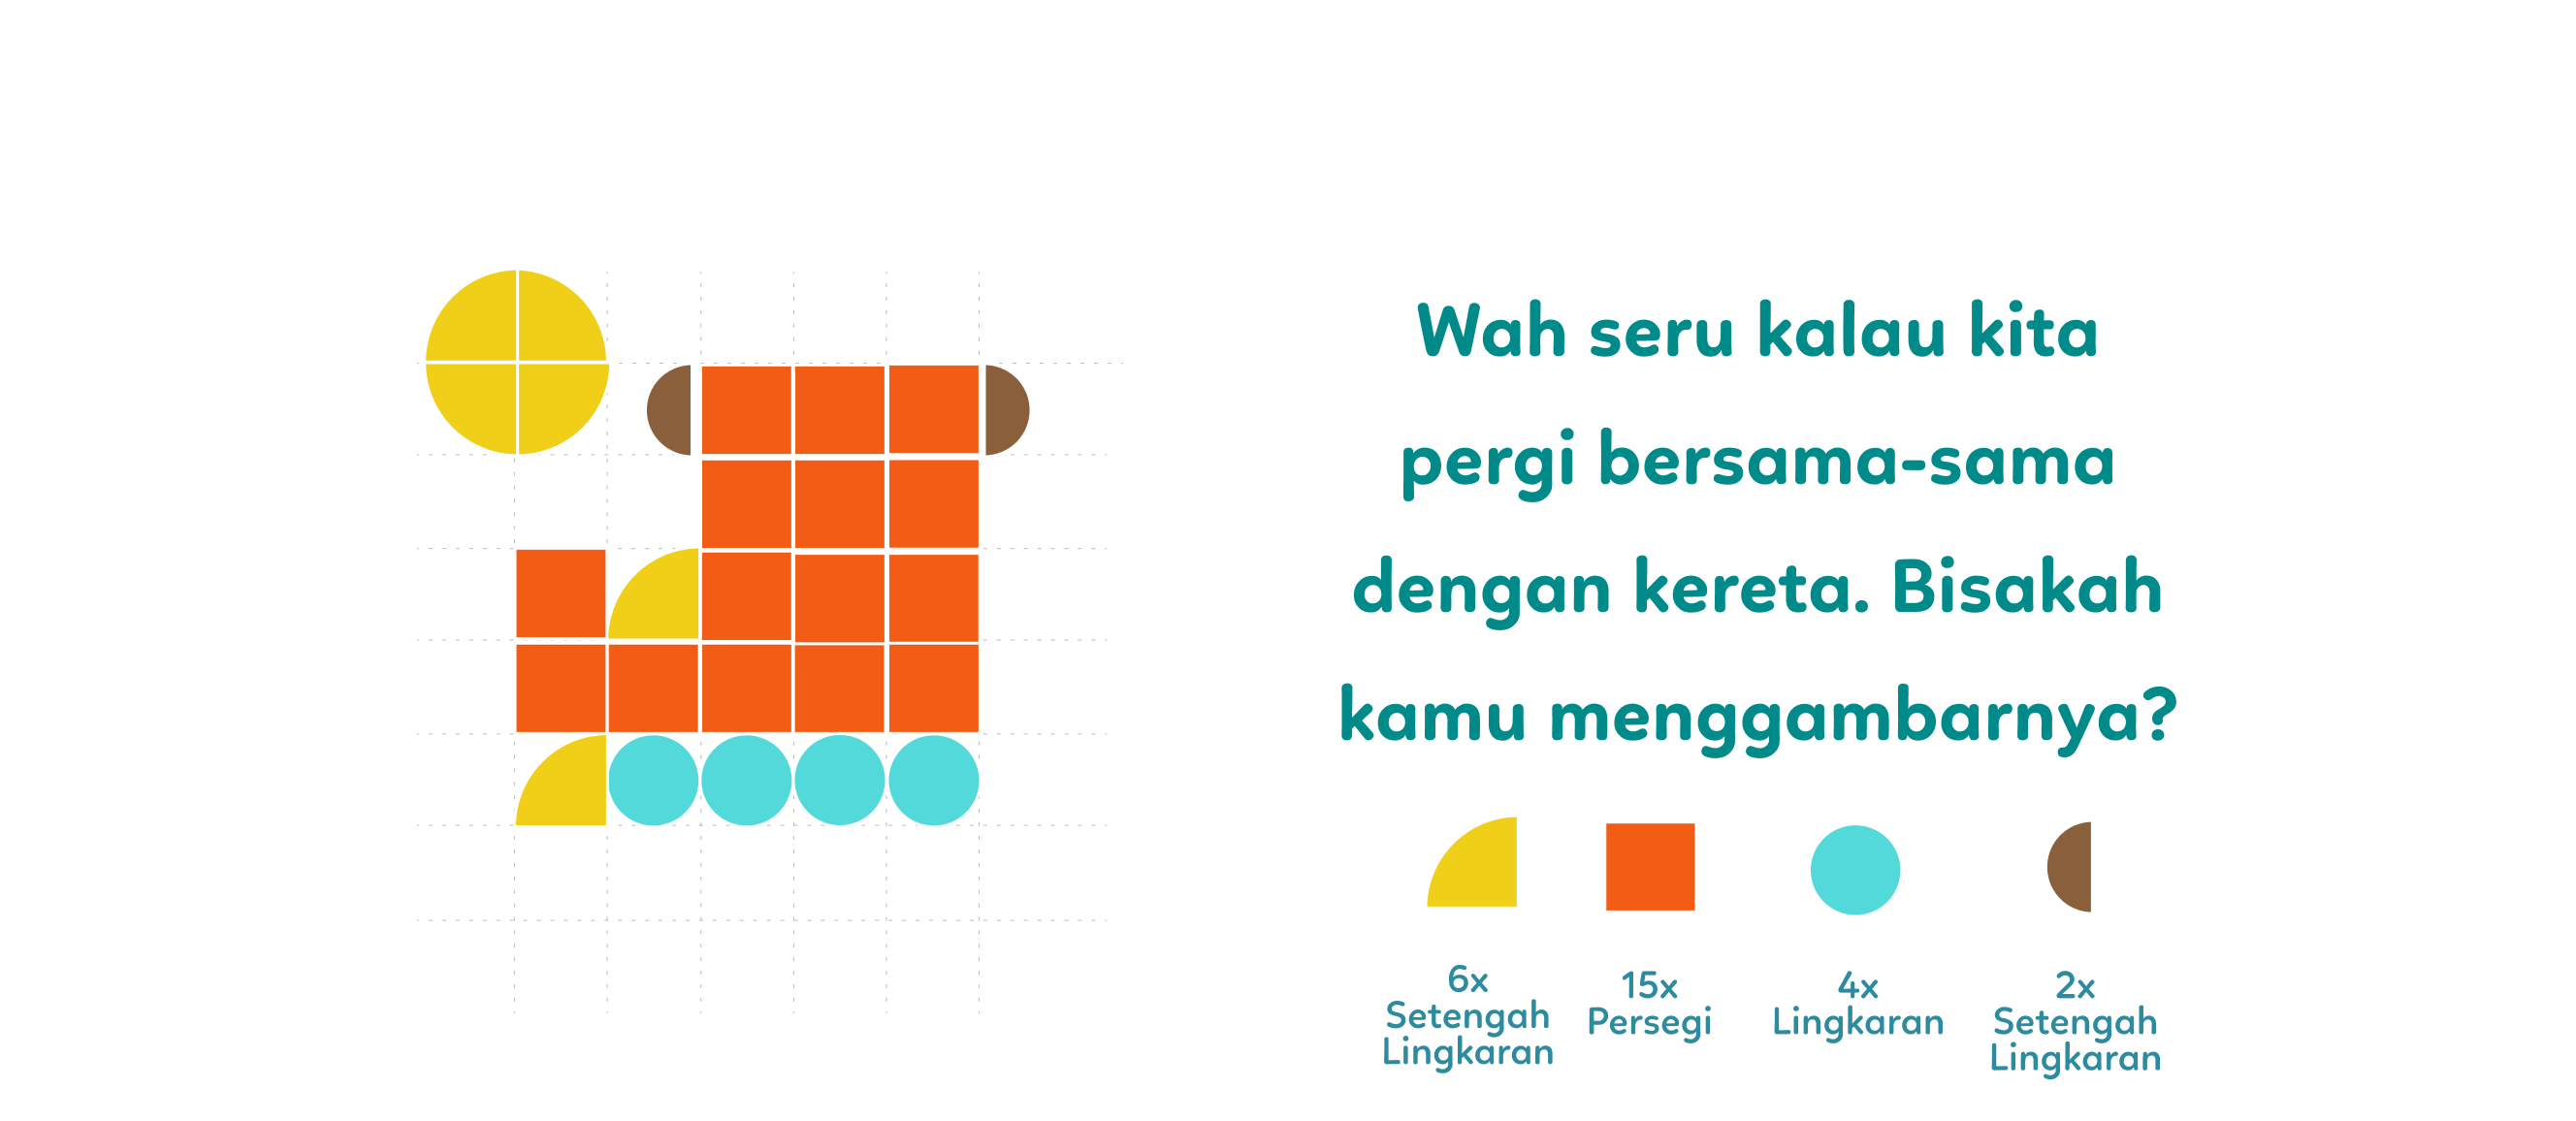 Wah seru kalau kita
pergi bersama-sama
dengan kereta. Bisakah
kamu menggambarnya?
6x
Setengah
Lingkaran
15x
Persegi
4x
Lingkaran
2x
Setengah
Lingkaran